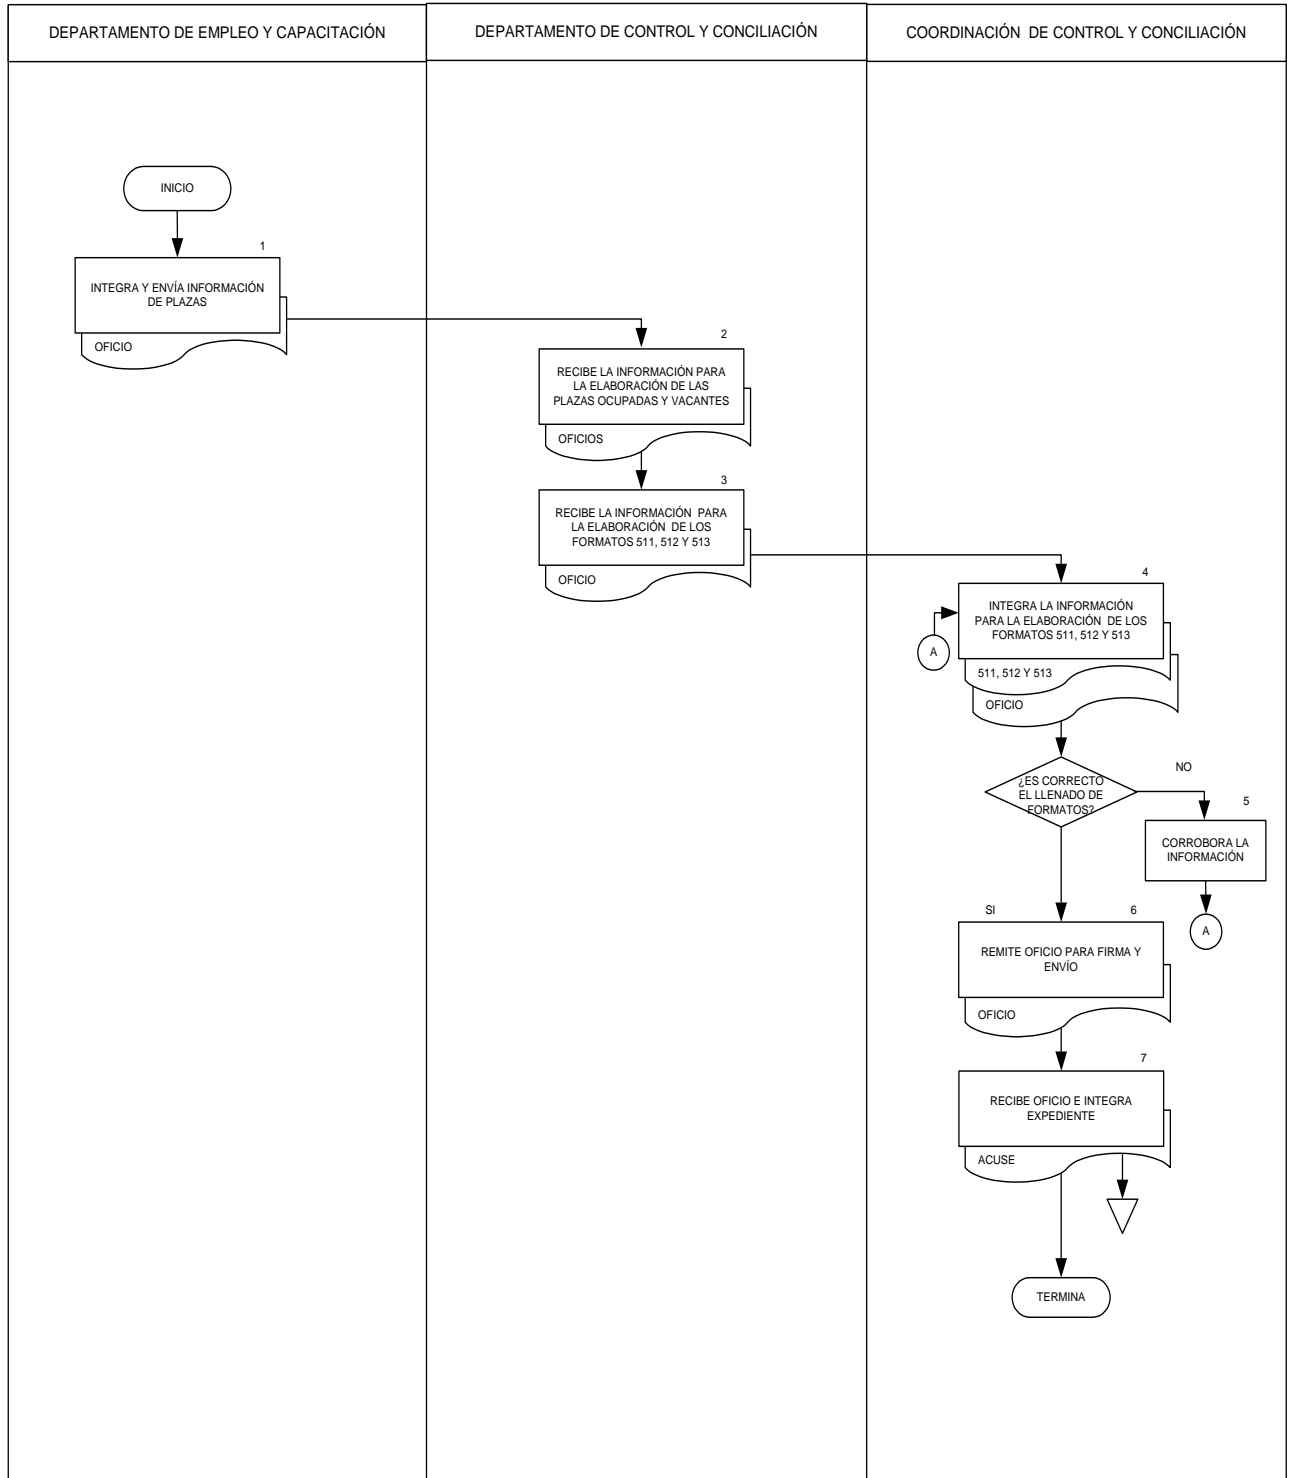 DEPARTAMENTO DE EMPLEO Y CAPACITACIÓN
DEPARTAMENTO DE CONTROL Y CONCILIACIÓN
COORDINACIÓN DE CONTROL Y CONCILIACIÓN
INICIO
1
INTEGRA Y ENVÍA INFORMACIÓN
DE PLAZAS
OFICIO
2
RECIBE LA INFORMACIÓN PARA
LA ELABORACIÓN DE LAS
PLAZAS OCUPADAS Y VACANTES
OFICIOS
3
RECIBE LA INFORMACIÓN PARA
LA ELABORACIÓN DE LOS
FORMATOS 511, 512 Y 513
OFICIO
4
INTEGRA LA INFORMACIÓN
PARA LA ELABORACIÓN DE LOS
FORMATOS 511, 512 Y 513
A
511, 512 Y 513
OFICIO
¿ES CORRECTO
EL LLENADO DE
FORMATOS?
NO
5
CORROBORA LA
INFORMACIÓN
A
SI
6
REMITE OFICIO PARA FIRMA Y
ENVÍO
OFICIO
7
RECIBE OFICIO E INTEGRA
EXPEDIENTE
ACUSE
TERMINA